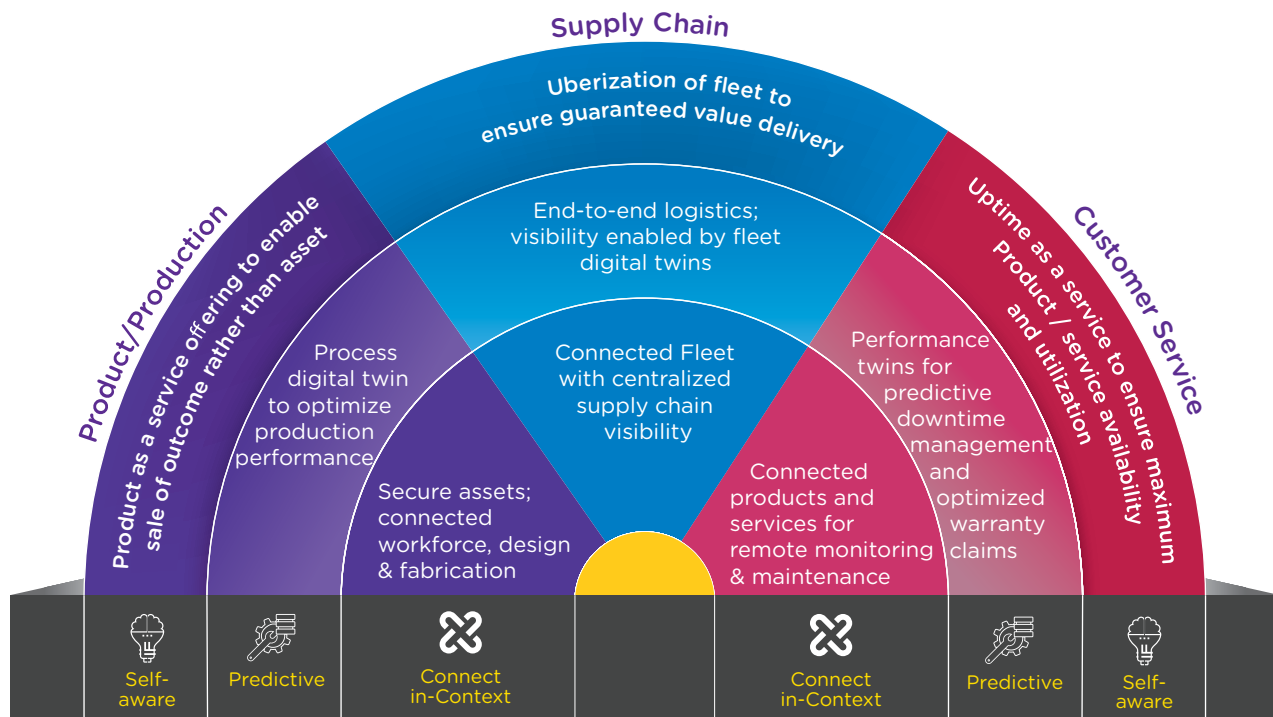 Supply Chain
Uberization of fleet to
ensure guaranteed value delivery
End-to-end logistics;
visibility enabled by fleet
digital twins
Connected Fleet
with centralized
supply chain
visibility
Product/Production
Product as a service offering to enable
sale of outcome rather than asset
Process
digital twin
to optimize
production
performance
Secure assets;
connected
workforce, design
& fabrication
Customer Service
Uptime as a service to ensure maximum
Product / service availability
and utilization
Performance
twins for
predictive
downtime
management
and
optimized
warranty
claims
Connected
products and
services for
remote monitoring
& maintenance
Self-
aware
Predictive
Connect
in-Context
Connect
in-Context
Predictive
Self-
aware